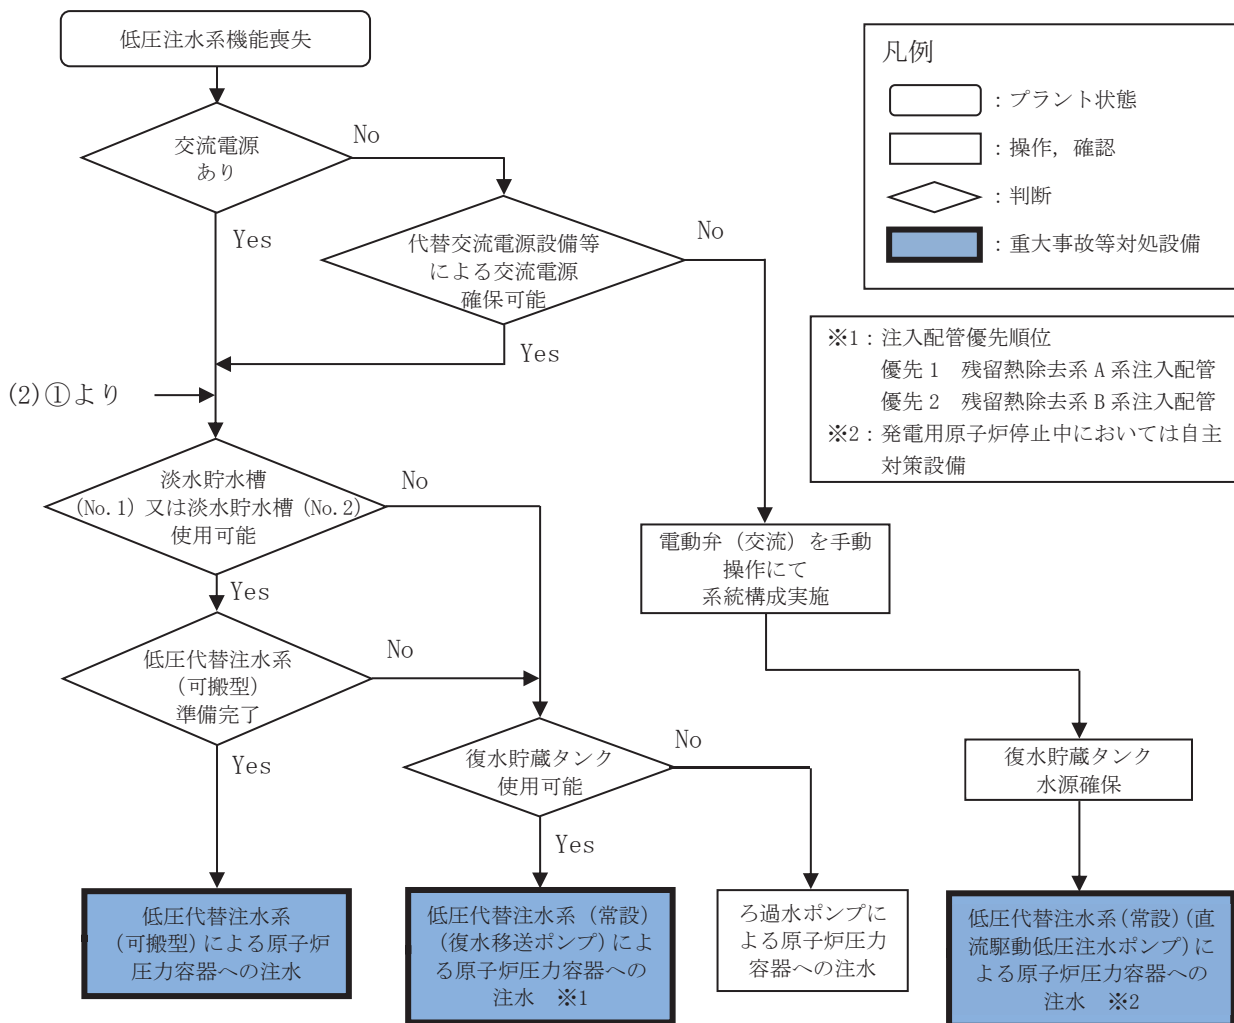 低圧注水系機能喪失
交流電源
あり
No
Yes
代替交流電源設備等
による交流電源
確保可能
No
Yes
(2)①より
淡水貯水槽
(No.1) 又は淡水貯水槽 (No.2)
使用可能
No
Yes
低圧代替注水系
(可搬型)
準備完了
No
Yes
復水貯蔵タンク
使用可能
No
Yes
電動弁 (交流) を手動
操作にて
系統構成実施
復水貯蔵タンク
水源確保
低圧代替注水系
(可搬型) による原子炉
圧力容器への注水
低圧代替注水系 (常設)
(復水移送ポンプ) によ
る原子炉圧力容器への
注水 ※1
ろ過水ポンプに
よる原子炉圧力
容器への注水
低圧代替注水系(常設)(直
流駆動低圧注水ポンプ)に
よる原子炉圧力容器への
注水 ※2
凡例
：プラント状態
：操作，確認
：判断
：重大事故等対処設備
※1：注入配管優先順位
優先 1 残留熱除去系 A 系注入配管
優先 2 残留熱除去系 B 系注入配管
※2：発電用原子炉停止中においては自主
対策設備